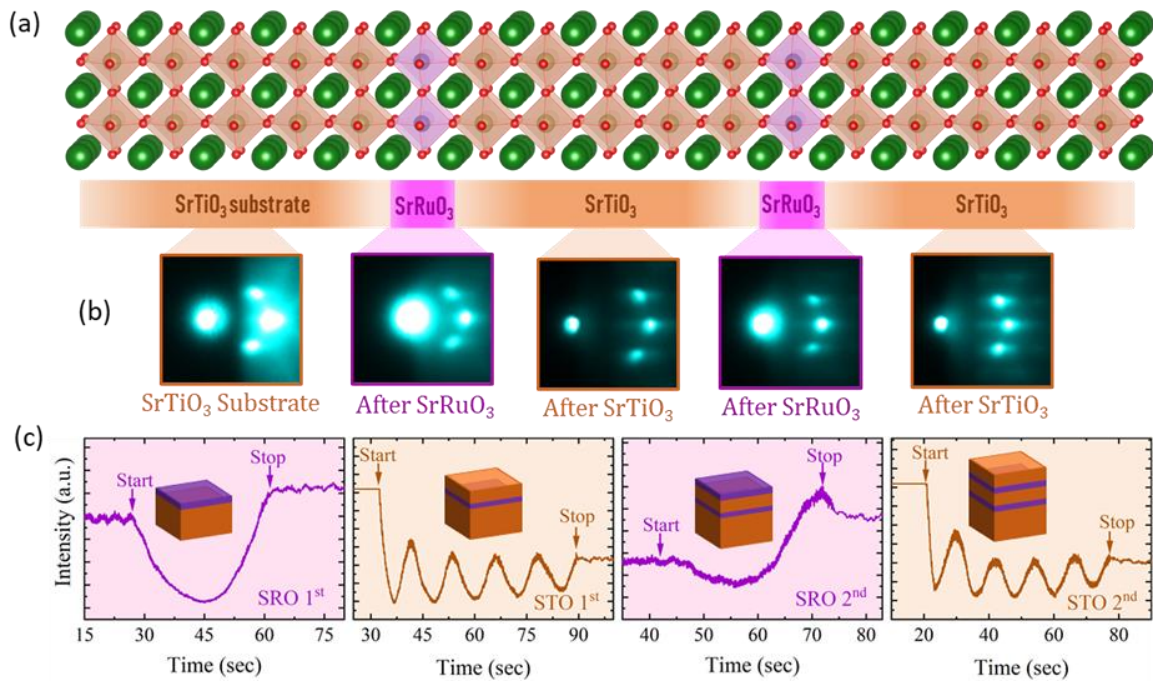 (a)
SrTiO₃ substrate SrRuO₃ SrTiO₃ SrRuO₃ SrTiO₃
(b)
SrTiO₃ Substrate After SrRuO₃ After SrTiO₃ After SrRuO₃ After SrTiO₃
(c)
Intensity (a.u.)
Start Stop
SRO 1ˢᵗ
15 30 45 60 75
Time (sec)
Start Stop
STO 1ˢᵗ
30 45 60 75 90
Time (sec)
Start Stop
SRO 2ⁿᵈ
40 50 60 70 80
Time (sec)
Start Stop
STO 2ⁿᵈ
20 40 60 80
Time (sec)